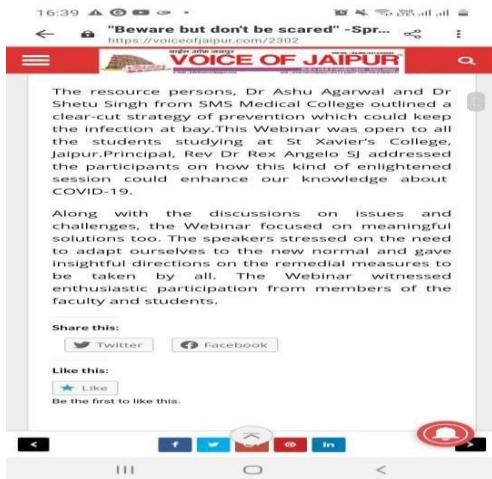 16:39
"Beware but don't be scared" -Spr...
https://voiceofjaipur.com/2302
वाईस ऑफ जयपुर
VOICE OF JAIPUR
The resource persons, Dr Ashu Agarwal and Dr
Shetu Singh from SMS Medical College outlined a
clear-cut strategy of prevention which could keep
the infection at bay.This Webinar was open to all
the students studying at St Xavier's College,
Jaipur.Principal, Rev Dr Rex Angelo SJ addressed
the participants on how this kind of enlightened
session could enhance our knowledge about
COVID-19.
Along with the discussions on issues and
challenges, the Webinar focused on meaningful
solutions too. The speakers stressed on the need
to adapt ourselves to the new normal and gave
insightful directions on the remedial measures to
be taken by all. The Webinar witnessed
enthusiastic participation from members of the
faculty and students.
Share this:
Twitter Facebook
Like this:
Like
Be the first to like this.